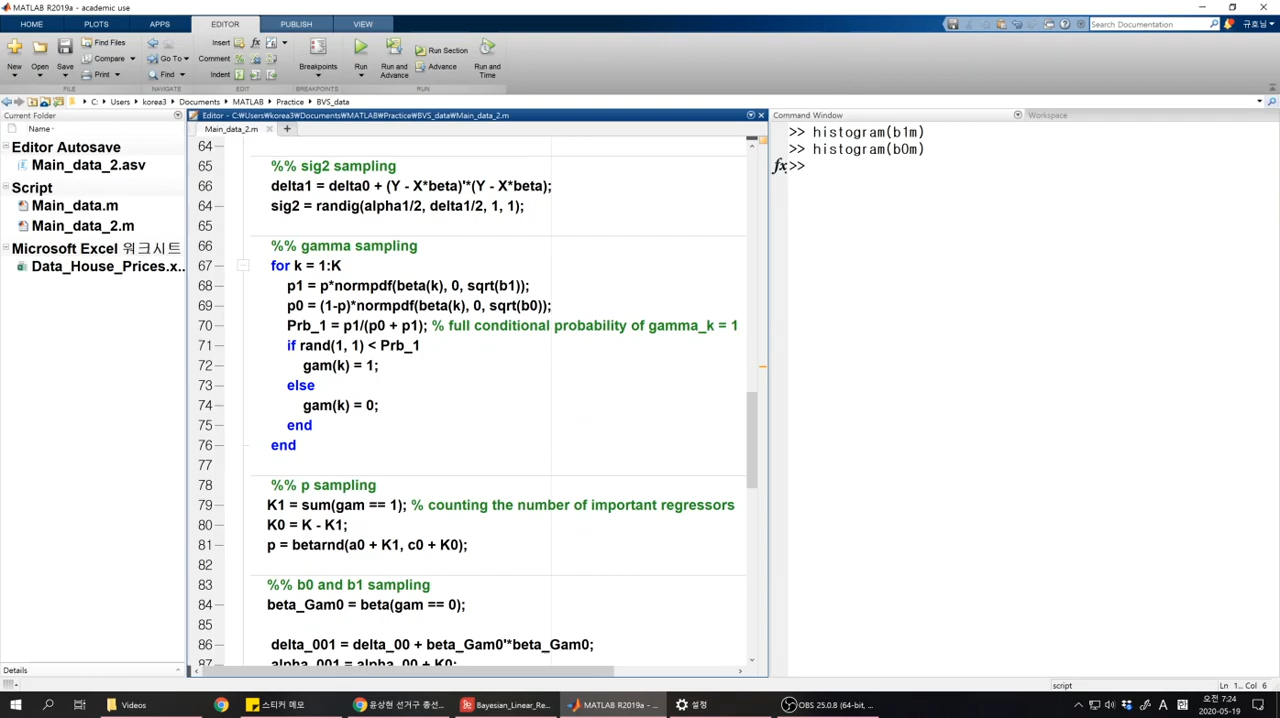 MATLAB R2019a - academic use
HOME PLOTS APPS EDITOR PUBLISH VIEW
Search Documentation
규호님
New Open Save Find Files Compare Print
Insert Comment Indent
Go To Find
Breakpoints Run Run and Advance Run Section Advance Run and Time
FILE NAVIGATE EDIT BREAKPOINTS RUN
C: Users korea3 Documents MATLAB Practice BVS_data
Current Folder
Name
Editor Autosave
Main_data_2.asv
Script
Main_data.m
Main_data_2.m
Microsoft Excel 워크시트
Data_House_Prices.x...
Details
Editor - C:₩Users₩korea3₩Documents₩MATLAB₩Practice₩BVS_data₩Main_data_2.m
Main_data_2.m
64
65 %% sig2 sampling
66 delta1 = delta0 + (Y - X*beta)'*(Y - X*beta);
64 sig2 = randig(alpha1/2, delta1/2, 1, 1);
65
66 %% gamma sampling
67 for k = 1:K
68 p1 = p*normpdf(beta(k), 0, sqrt(b1));
69 p0 = (1-p)*normpdf(beta(k), 0, sqrt(b0));
70 Prb_1 = p1/(p0 + p1); % full conditional probability of gamma_k = 1
71 if rand(1, 1) < Prb_1
72 gam(k) = 1;
73 else
74 gam(k) = 0;
75 end
76 end
77
78 %% p sampling
79 K1 = sum(gam == 1); % counting the number of important regressors
80 K0 = K - K1;
81 p = betarnd(a0 + K1, c0 + K0);
82
83 %% b0 and b1 sampling
84 beta_Gam0 = beta(gam == 0);
85
86 delta_001 = delta_00 + beta_Gam0'*beta_Gam0;
87 alpha_001 = alpha_00 + K0;
Command Window
Workspace
>> histogram(b1m)
>> histogram(b0m)
fx >>
script
Ln 1... Col 6
Videos
스티커 메모
윤상현 선거구 총선...
Bayesian_Linear_Re...
MATLAB R2019a - ...
설정
OBS 25.0.8 (64-bit, ...
A
오전 7:24
2020-05-19